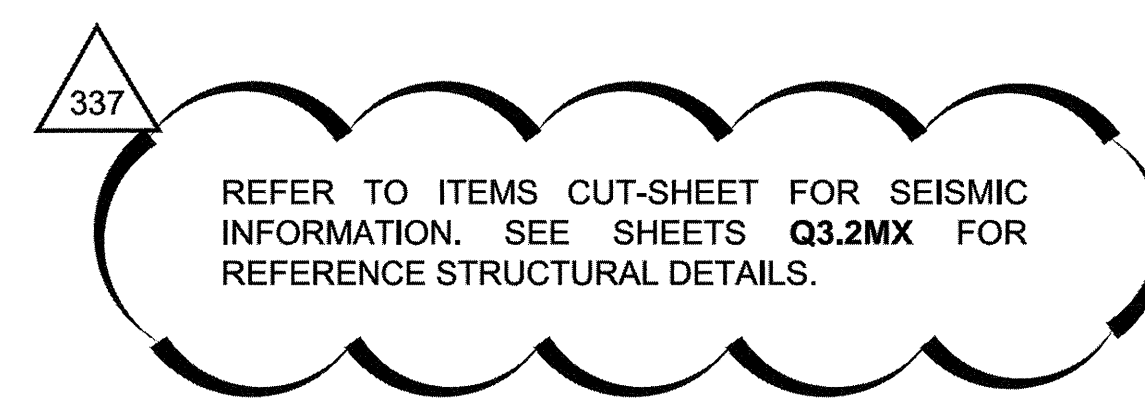 337
REFER TO ITEMS CUT-SHEET FOR SEISMIC
INFORMATION. SEE SHEETS Q3.2MX FOR
REFERENCE STRUCTURAL DETAILS.